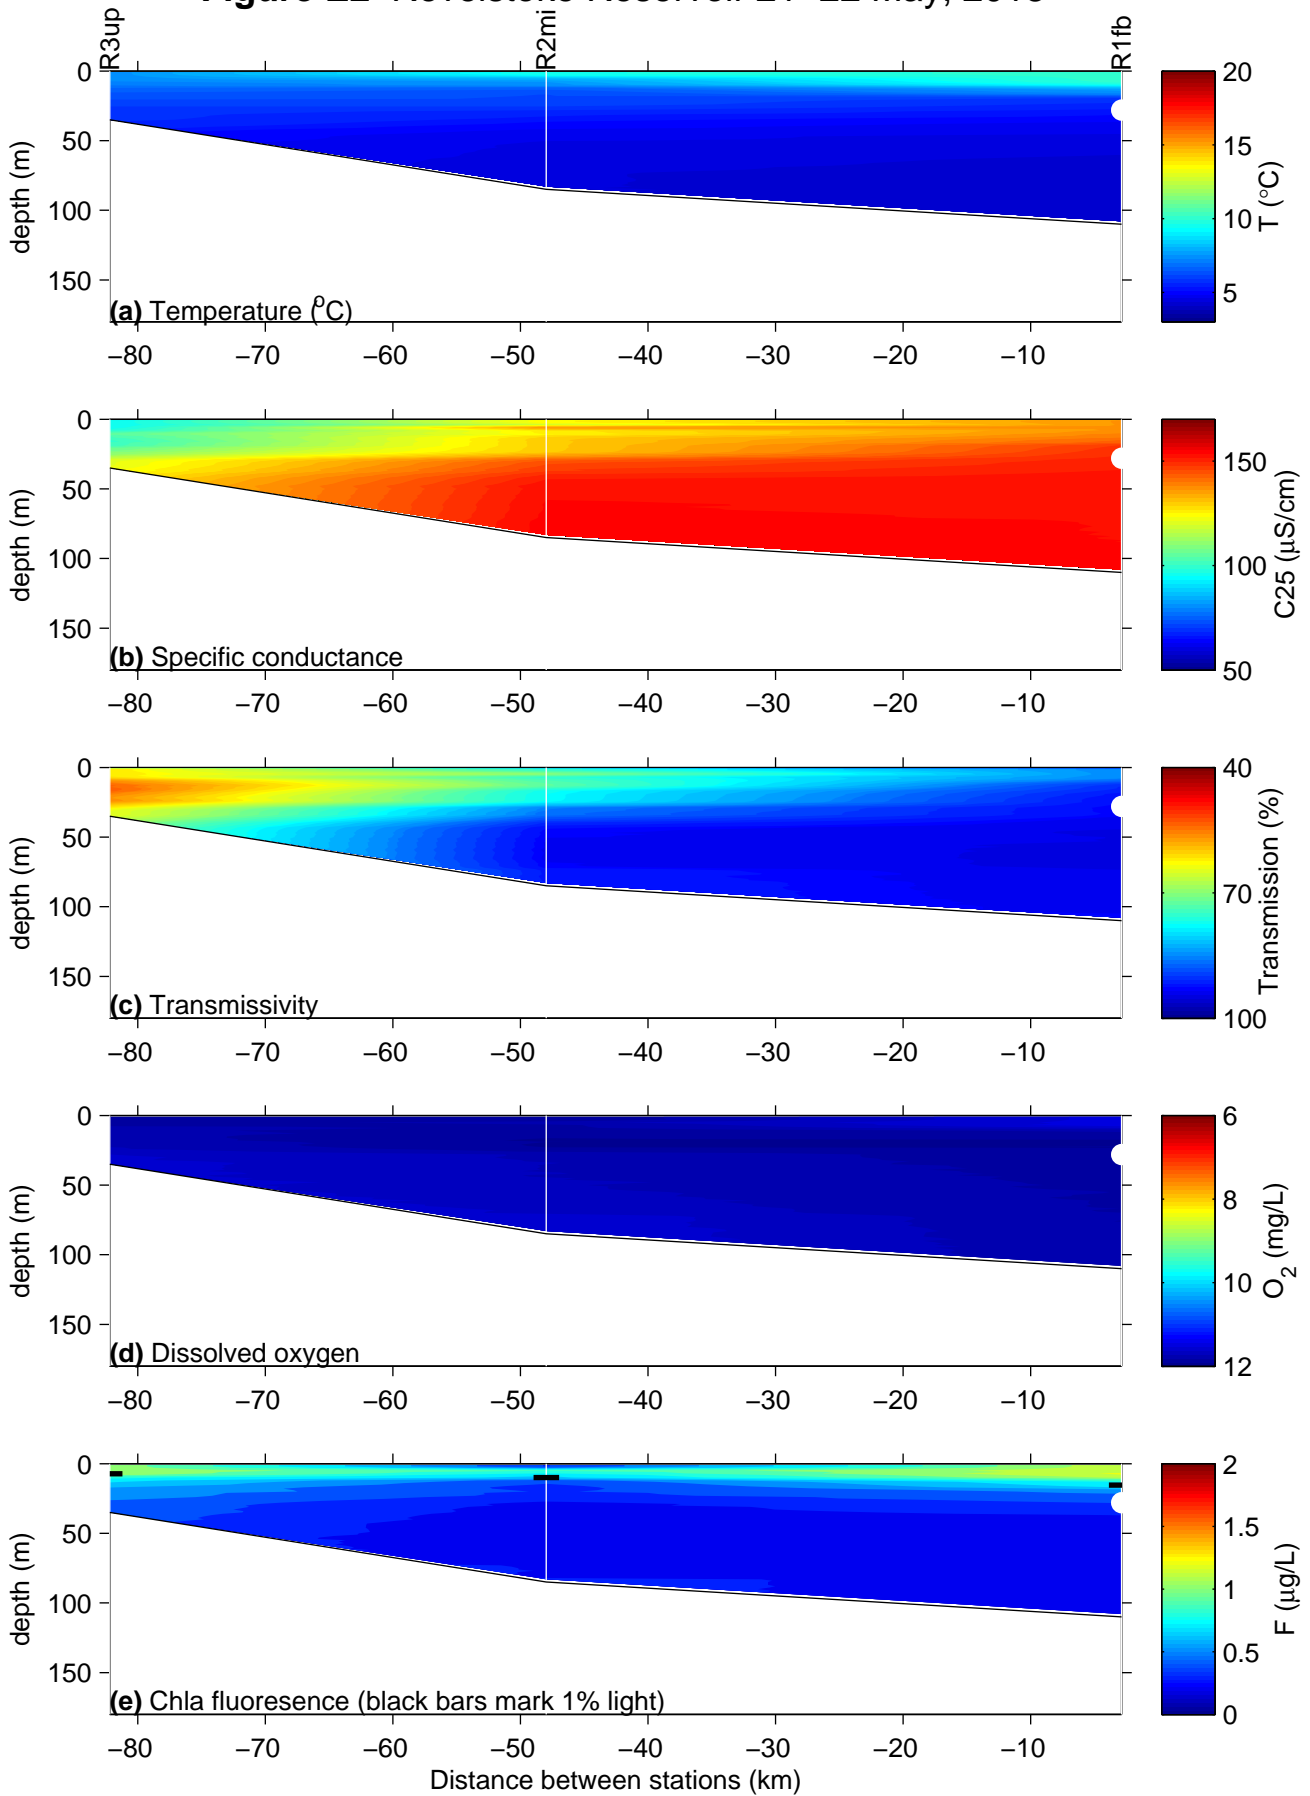 Figure Revelstoke Reservoir May,
R3up R2mi R1fb
0
50
100
150
depth (m)
(a) Temperature (°C)
−80 −70 −60 −50 −40 −30 −20 −10
20
15
10
5
T (°C)
0
50
100
150
depth (m)
(b) Specific conductance
−80 −70 −60 −50 −40 −30 −20 −10
150
100
50
C25 (µS/cm)
0
50
100
150
depth (m)
(c) Transmissivity
−80 −70 −60 −50 −40 −30 −20 −10
40
70
100
Transmission (%)
0
50
100
150
depth (m)
(d) Dissolved oxygen
−80 −70 −60 −50 −40 −30 −20 −10
6
8
10
12
O₂ (mg/L)
0
50
100
150
depth (m)
(e) Chla fluoresence (black bars mark 1% light)
−80 −70 −60 −50 −40 −30 −20 −10
2
1.5
1
0.5
0
F (µg/L)
Distance between stations (km)